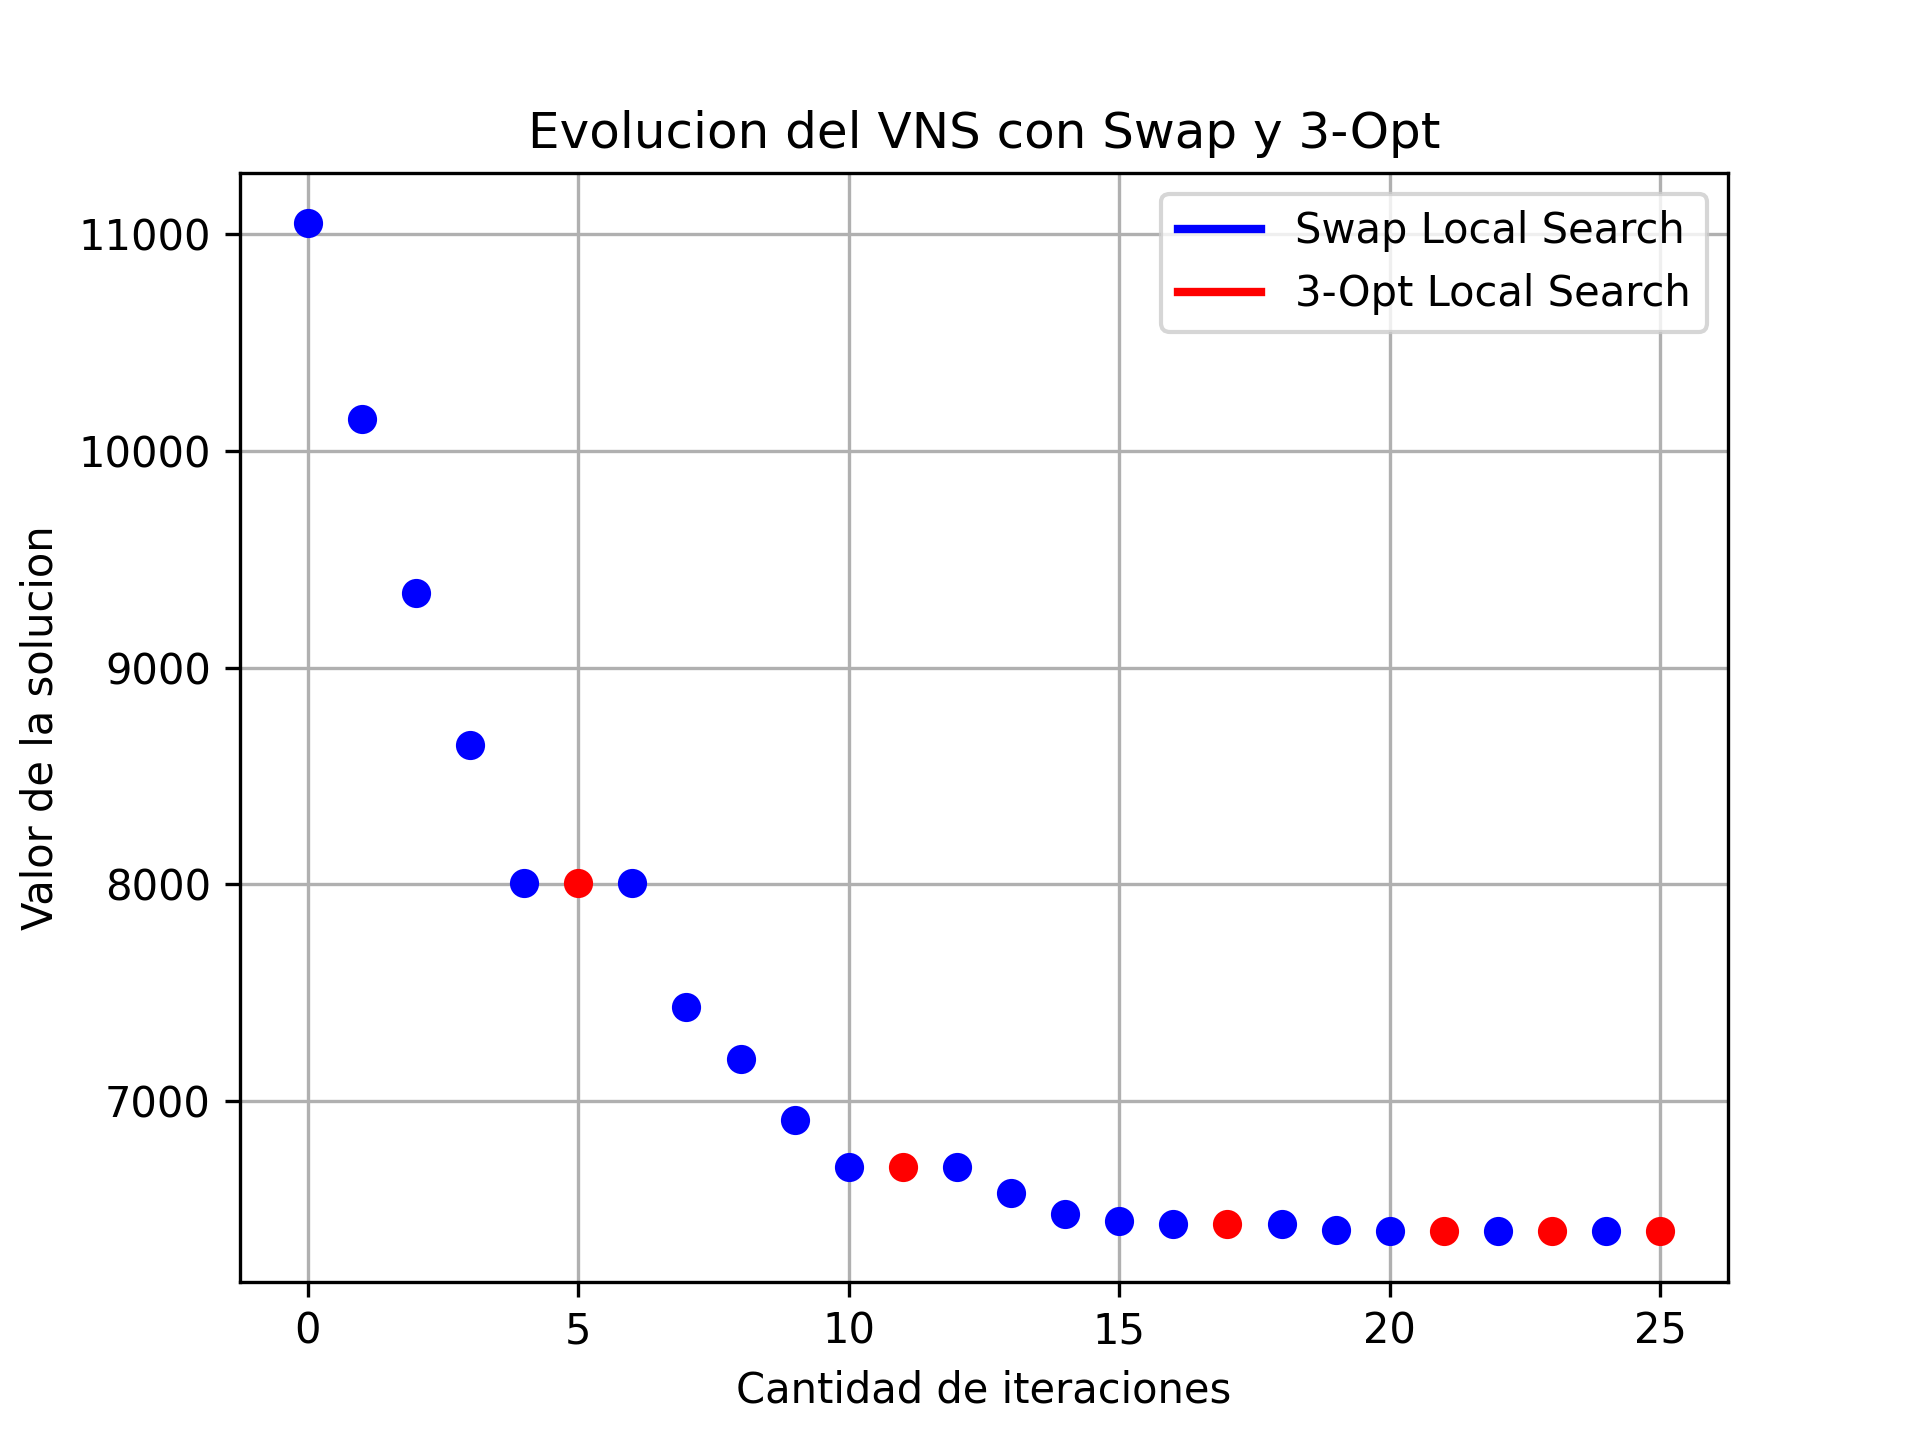 Evolucion del VNS con Swap y 3-Opt
Swap Local Search
3-Opt Local Search
Valor de la solucion
11000
10000
9000
8000
7000
0 5 10 15 20 25
Cantidad de iteraciones